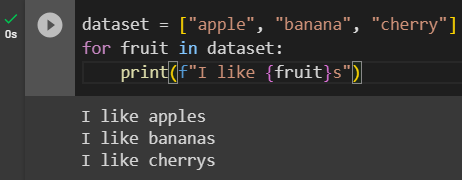 0s
dataset = ["apple", "banana", "cherry"]
for fruit in dataset:
    print(f"I like {fruit}s")
I like apples
I like bananas
I like cherrys